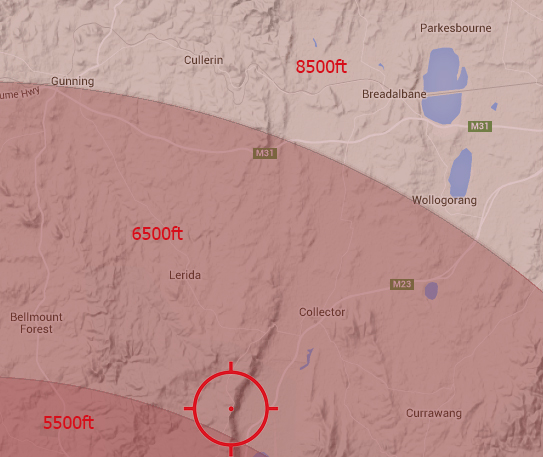 Parkesbourne
Cullerin
8500ft
Gunning
Breadalbane
ume Hwy
M31
M31
Wollogorang
6500ft
Lerida
M23
Collector
Bellmount
Forest
Currawang
5500ft